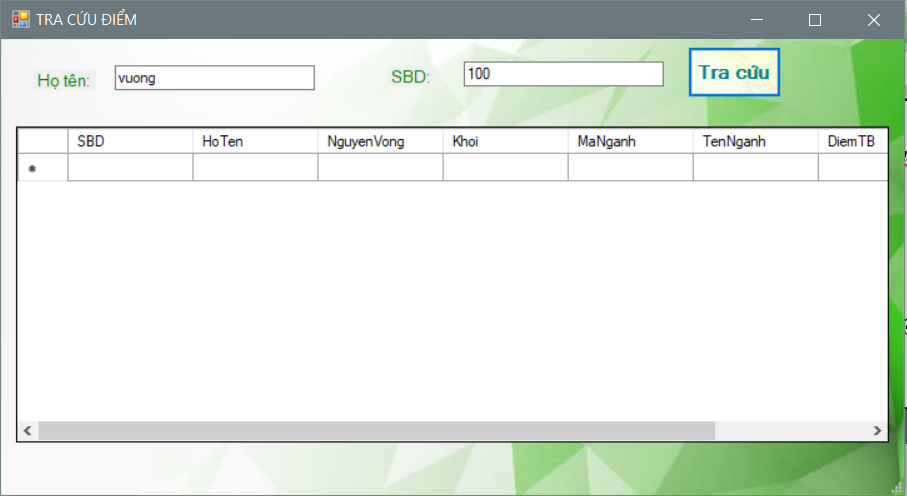 TRA CỨU ĐIỂM
Họ tên: vuong SBD: 100 Tra cứu
SBD HoTen NguyenVong Khoi MaNganh TenNganh DiemTB